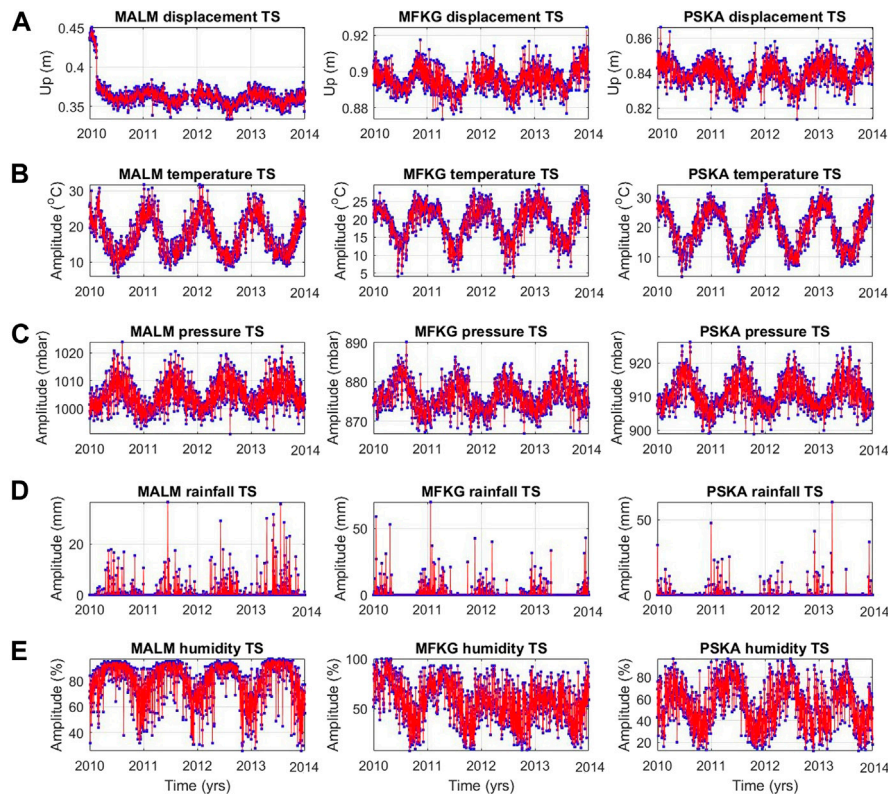 A
MALM displacement TS
MFKG displacement TS
PSKA displacement TS
Up (m)
0.45
0.4
0.35
2010 2011 2012 2013 2014
Up (m)
0.92
0.9
0.88
2010 2011 2012 2013 2014
Up (m)
0.86
0.84
0.82
2010 2011 2012 2013 2014
B
MALM temperature TS
MFKG temperature TS
PSKA temperature TS
Amplitude (°C)
30
20
10
2010 2011 2012 2013 2014
Amplitude (°C)
25
20
15
10
5
2010 2011 2012 2013 2014
Amplitude (°C)
30
20
10
2010 2011 2012 2013 2014
C
MALM pressure TS
MFKG pressure TS
PSKA pressure TS
Amplitude (mbar)
1020
1010
1000
2010 2011 2012 2013 2014
Amplitude (mbar)
890
880
870
2010 2011 2012 2013 2014
Amplitude (mbar)
920
910
900
2010 2011 2012 2013 2014
D
MALM rainfall TS
MFKG rainfall TS
PSKA rainfall TS
Amplitude (mm)
20
0
2010 2011 2012 2013 2014
Amplitude (mm)
50
0
2010 2011 2012 2013 2014
Amplitude (mm)
50
0
2010 2011 2012 2013 2014
E
MALM humidity TS
MFKG humidity TS
PSKA humidity TS
Amplitude (%)
80
60
40
2010 2011 2012 2013 2014
Time (yrs)
Amplitude (%)
100
50
2010 2011 2012 2013 2014
Time (yrs)
Amplitude (%)
80
60
40
20
2010 2011 2012 2013 2014
Time (yrs)